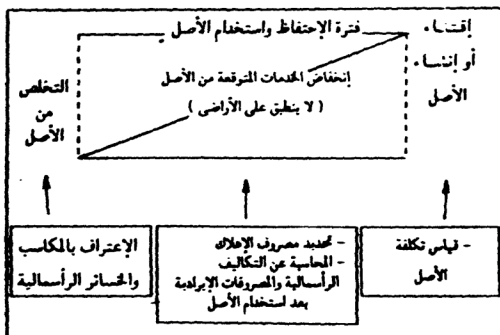 إقتناء
أو إنشاء
الأصل
فترة الإحتفاظ واستخدام الأصل
إنخفاض الخدمات المتوقعة من الأصل
( لا ينطبق على الأراضى )
التخلص
من
الأصل
- قياس تكلفة
الأصل
- تحديد مصروف الإهلاك
- المحاسبة عن التكاليف
الرأسمالية والمصروفات الإيرادية
بعد استخدام الأصل
الإعتراف بالمكاسب
والخسائر الرأسمالية